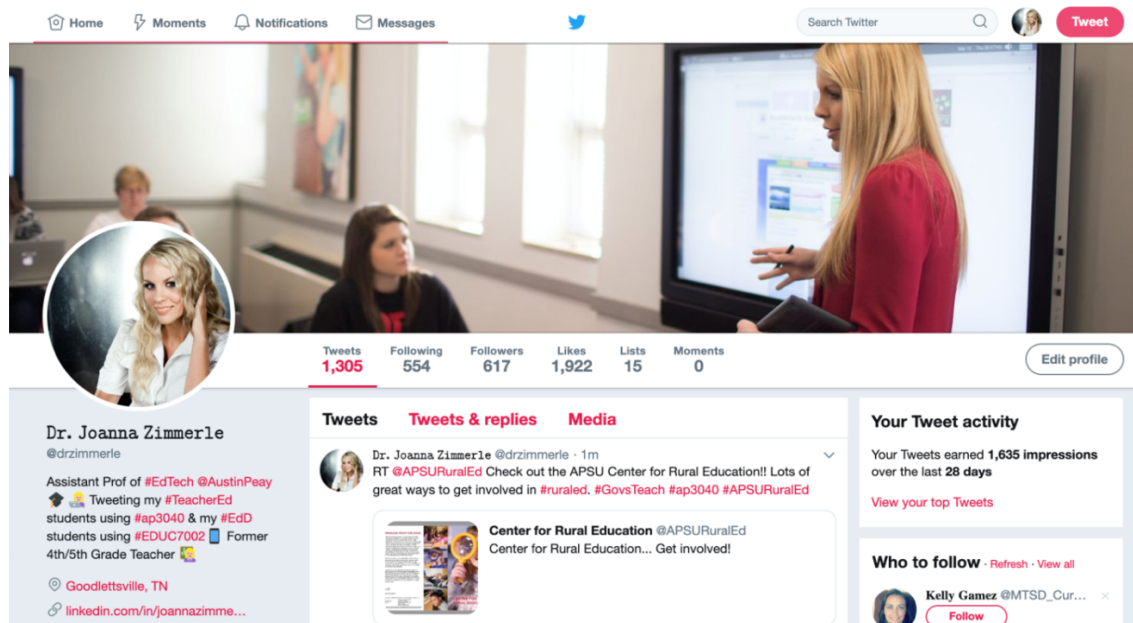 Home Moments Notifications Messages Search Twitter Tweet
Tweets Following Followers Likes Lists Moments
1,305 554 617 1,922 15 0
Edit profile
Dr. Joanna Zimmerle
@drzimmerle
Assistant Prof of #EdTech @AustinPeay
🎓 👩‍🏫 Tweeting my #TeacherEd
students using #ap3040 & my #EdD
students using #EDUC7002 📱 Former
4th/5th Grade Teacher 🙋‍♀️
Goodlettsville, TN
linkedin.com/in/joannazimme...
Tweets Tweets & replies Media
Dr. Joanna Zimmerle @drzimmerle · 1m
RT @APSURuralEd Check out the APSU Center for Rural Education!! Lots of
great ways to get involved in #ruraled. #GovsTeach #ap3040 #APSURuralEd
Center for Rural Education @APSURuralEd
Center for Rural Education... Get involved!
Your Tweet activity
Your Tweets earned 1,635 impressions
over the last 28 days
View your top Tweets
Who to follow · Refresh · View all
Kelly Gamez @MTSD_Cur...
Follow